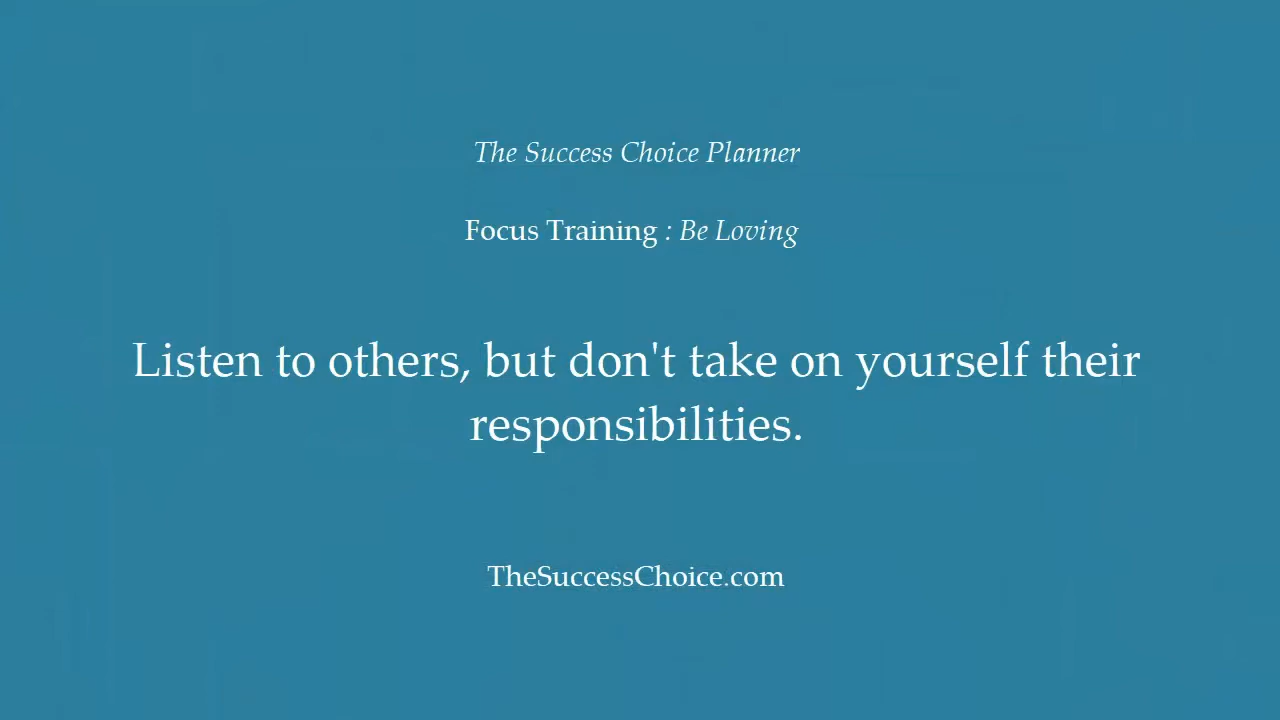 The Success Choice Planner
Focus Training : Be Loving
Listen to others, but don't take on yourself their
responsibilities.
TheSuccessChoice.com